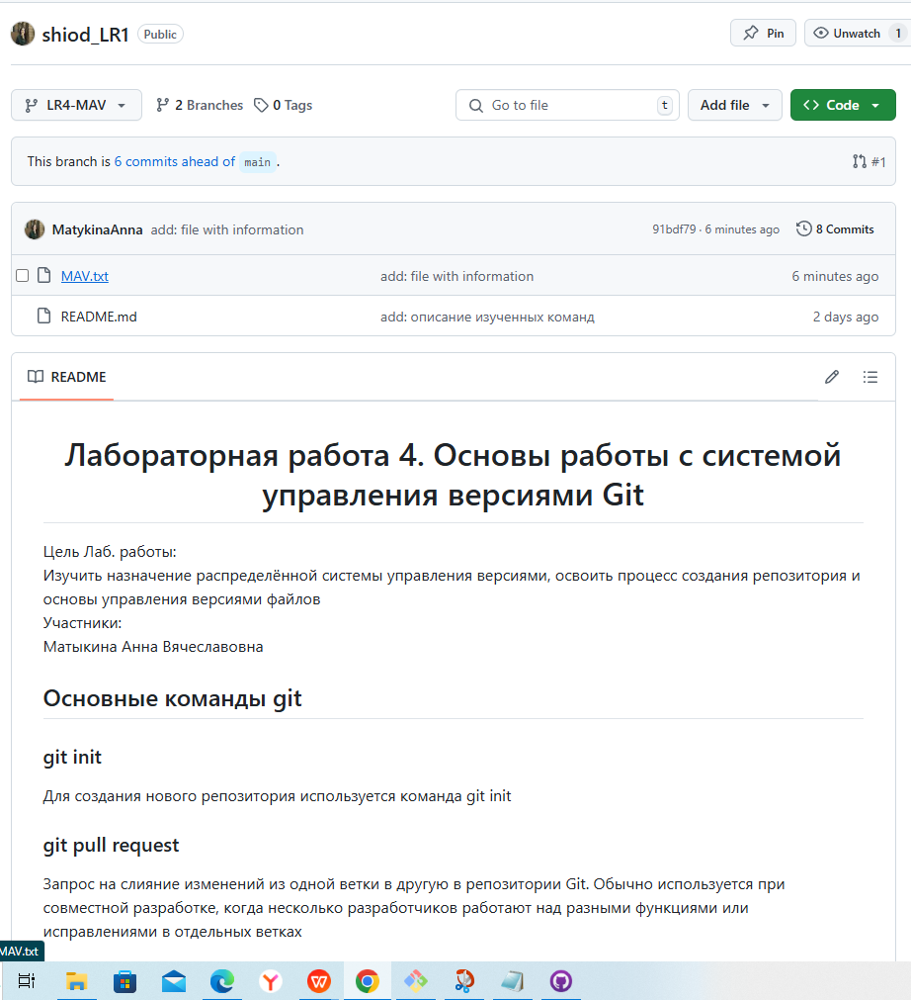 shiod_LR1 Public Pin Unwatch 1
LR4-MAV 2 Branches 0 Tags Go to file t Add file Code
This branch is 6 commits ahead of main . #1
MatykinaAnna add: file with information 91bdf79 · 6 minutes ago 8 Commits
MAV.txt add: file with information 6 minutes ago
README.md add: описание изученных команд 2 days ago
README
Лабораторная работа 4. Основы работы с системой
управления версиями Git
Цель Лаб. работы:
Изучить назначение распределённой системы управления версиями, освоить процесс создания репозитория и
основы управления версиями файлов
Участники:
Матыкина Анна Вячеславовна
Основные команды git
git init
Для создания нового репозитория используется команда git init
git pull request
Запрос на слияние изменений из одной ветки в другую в репозитории Git. Обычно используется при
совместной разработке, когда несколько разработчиков работают над разными функциями или
исправлениями в отдельных ветках
MAV.txt